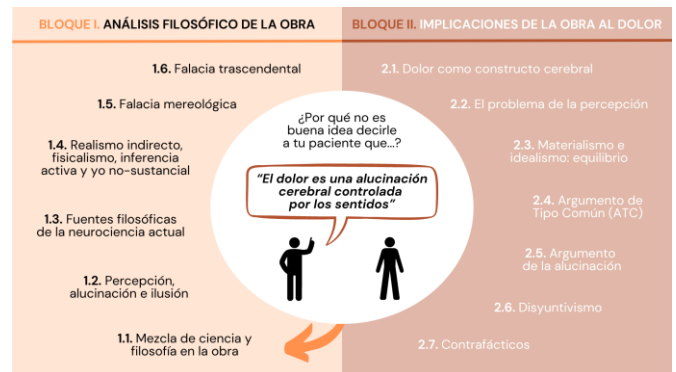 BLOQUE I. ANÁLISIS FILOSÓFICO DE LA OBRA
BLOQUE II. IMPLICACIONES DE LA OBRA AL DOLOR
1.6. Falacia trascendental
1.5. Falacia mereológica
1.4. Realismo indirecto,
fisicalismo, inferencia
activa y yo no-sustancial
1.3. Fuentes filosóficas
de la neurociencia actual
1.2. Percepción,
alucinación e ilusión
1.1. Mezcla de ciencia y
filosofía en la obra
¿Por qué no es
buena idea decirle
a tu paciente que...?
“El dolor es una alucinación
cerebral controlada
por los sentidos”
2.1. Dolor como constructo cerebral
2.2. El problema de la percepción
2.3. Materialismo e
idealismo: equilibrio
2.4. Argumento de
Tipo Común (ATC)
2.5. Argumento
de la alucinación
2.6. Disyuntivismo
2.7. Contrafácticos